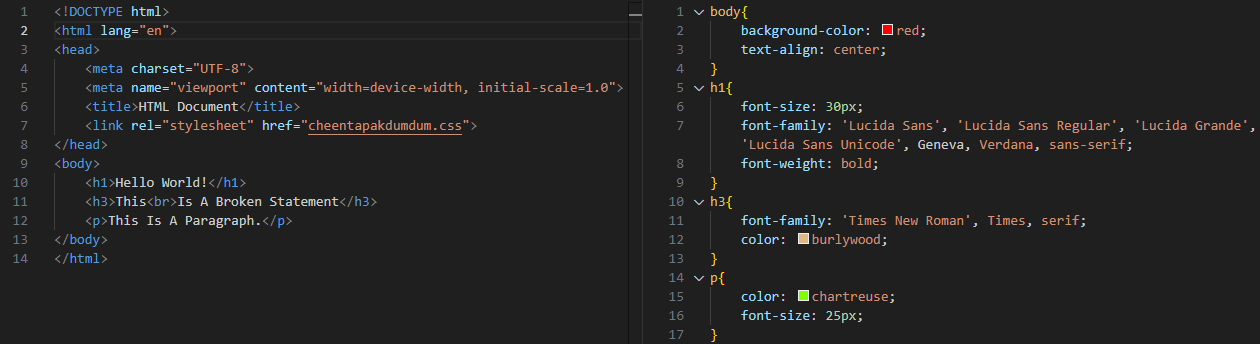 1 <!DOCTYPE html>
2 <html lang="en">
3 <head>
4     <meta charset="UTF-8">
5     <meta name="viewport" content="width=device-width, initial-scale=1.0">
6     <title>HTML Document</title>
7     <link rel="stylesheet" href="cheentapakdumdum.css">
8 </head>
9 <body>
10     <h1>Hello World!</h1>
11     <h3>This<br>Is A Broken Statement</h3>
12     <p>This Is A Paragraph.</p>
13 </body>
14 </html>
1 body{
2     background-color: red;
3     text-align: center;
4 }
5 h1{
6     font-size: 30px;
7     font-family: 'Lucida Sans', 'Lucida Sans Regular', 'Lucida Grande',
    'Lucida Sans Unicode', Geneva, Verdana, sans-serif;
8     font-weight: bold;
9 }
10 h3{
11     font-family: 'Times New Roman', Times, serif;
12     color: burlywood;
13 }
14 p{
15     color: chartreuse;
16     font-size: 25px;
17 }